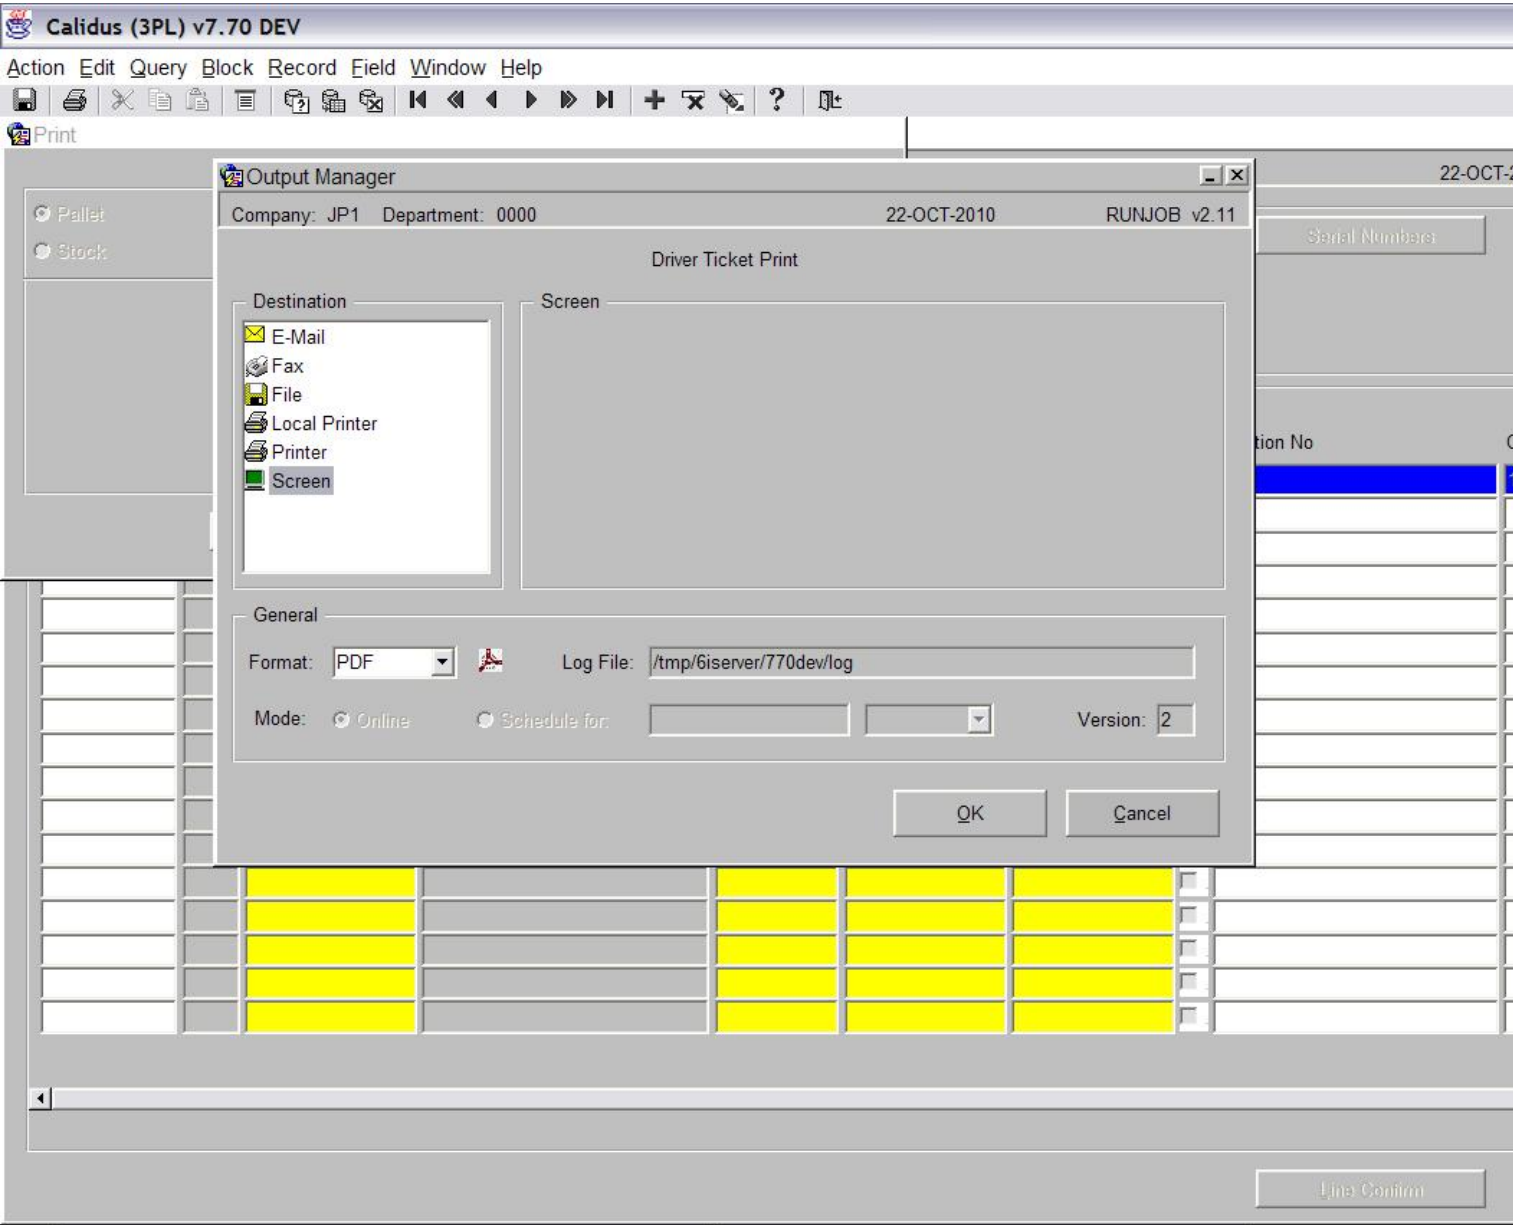 Calidus (3PL) v7.70 DEV
Action Edit Query Block Record Field Window Help
Print
Output Manager
22-OCT-2
Company: JP1 Department: 0000 22-OCT-2010 RUNJOB v2.11
Pallet
Stock
Serial Numbers
Driver Ticket Print
Destination
Screen
E-Mail
Fax
File
Local Printer
Printer
Screen
tion No
General
Format: PDF Log File: /tmp/6iserver/770dev/log
Mode: Online Schedule for: Version: 2
OK Cancel
Line Confirm